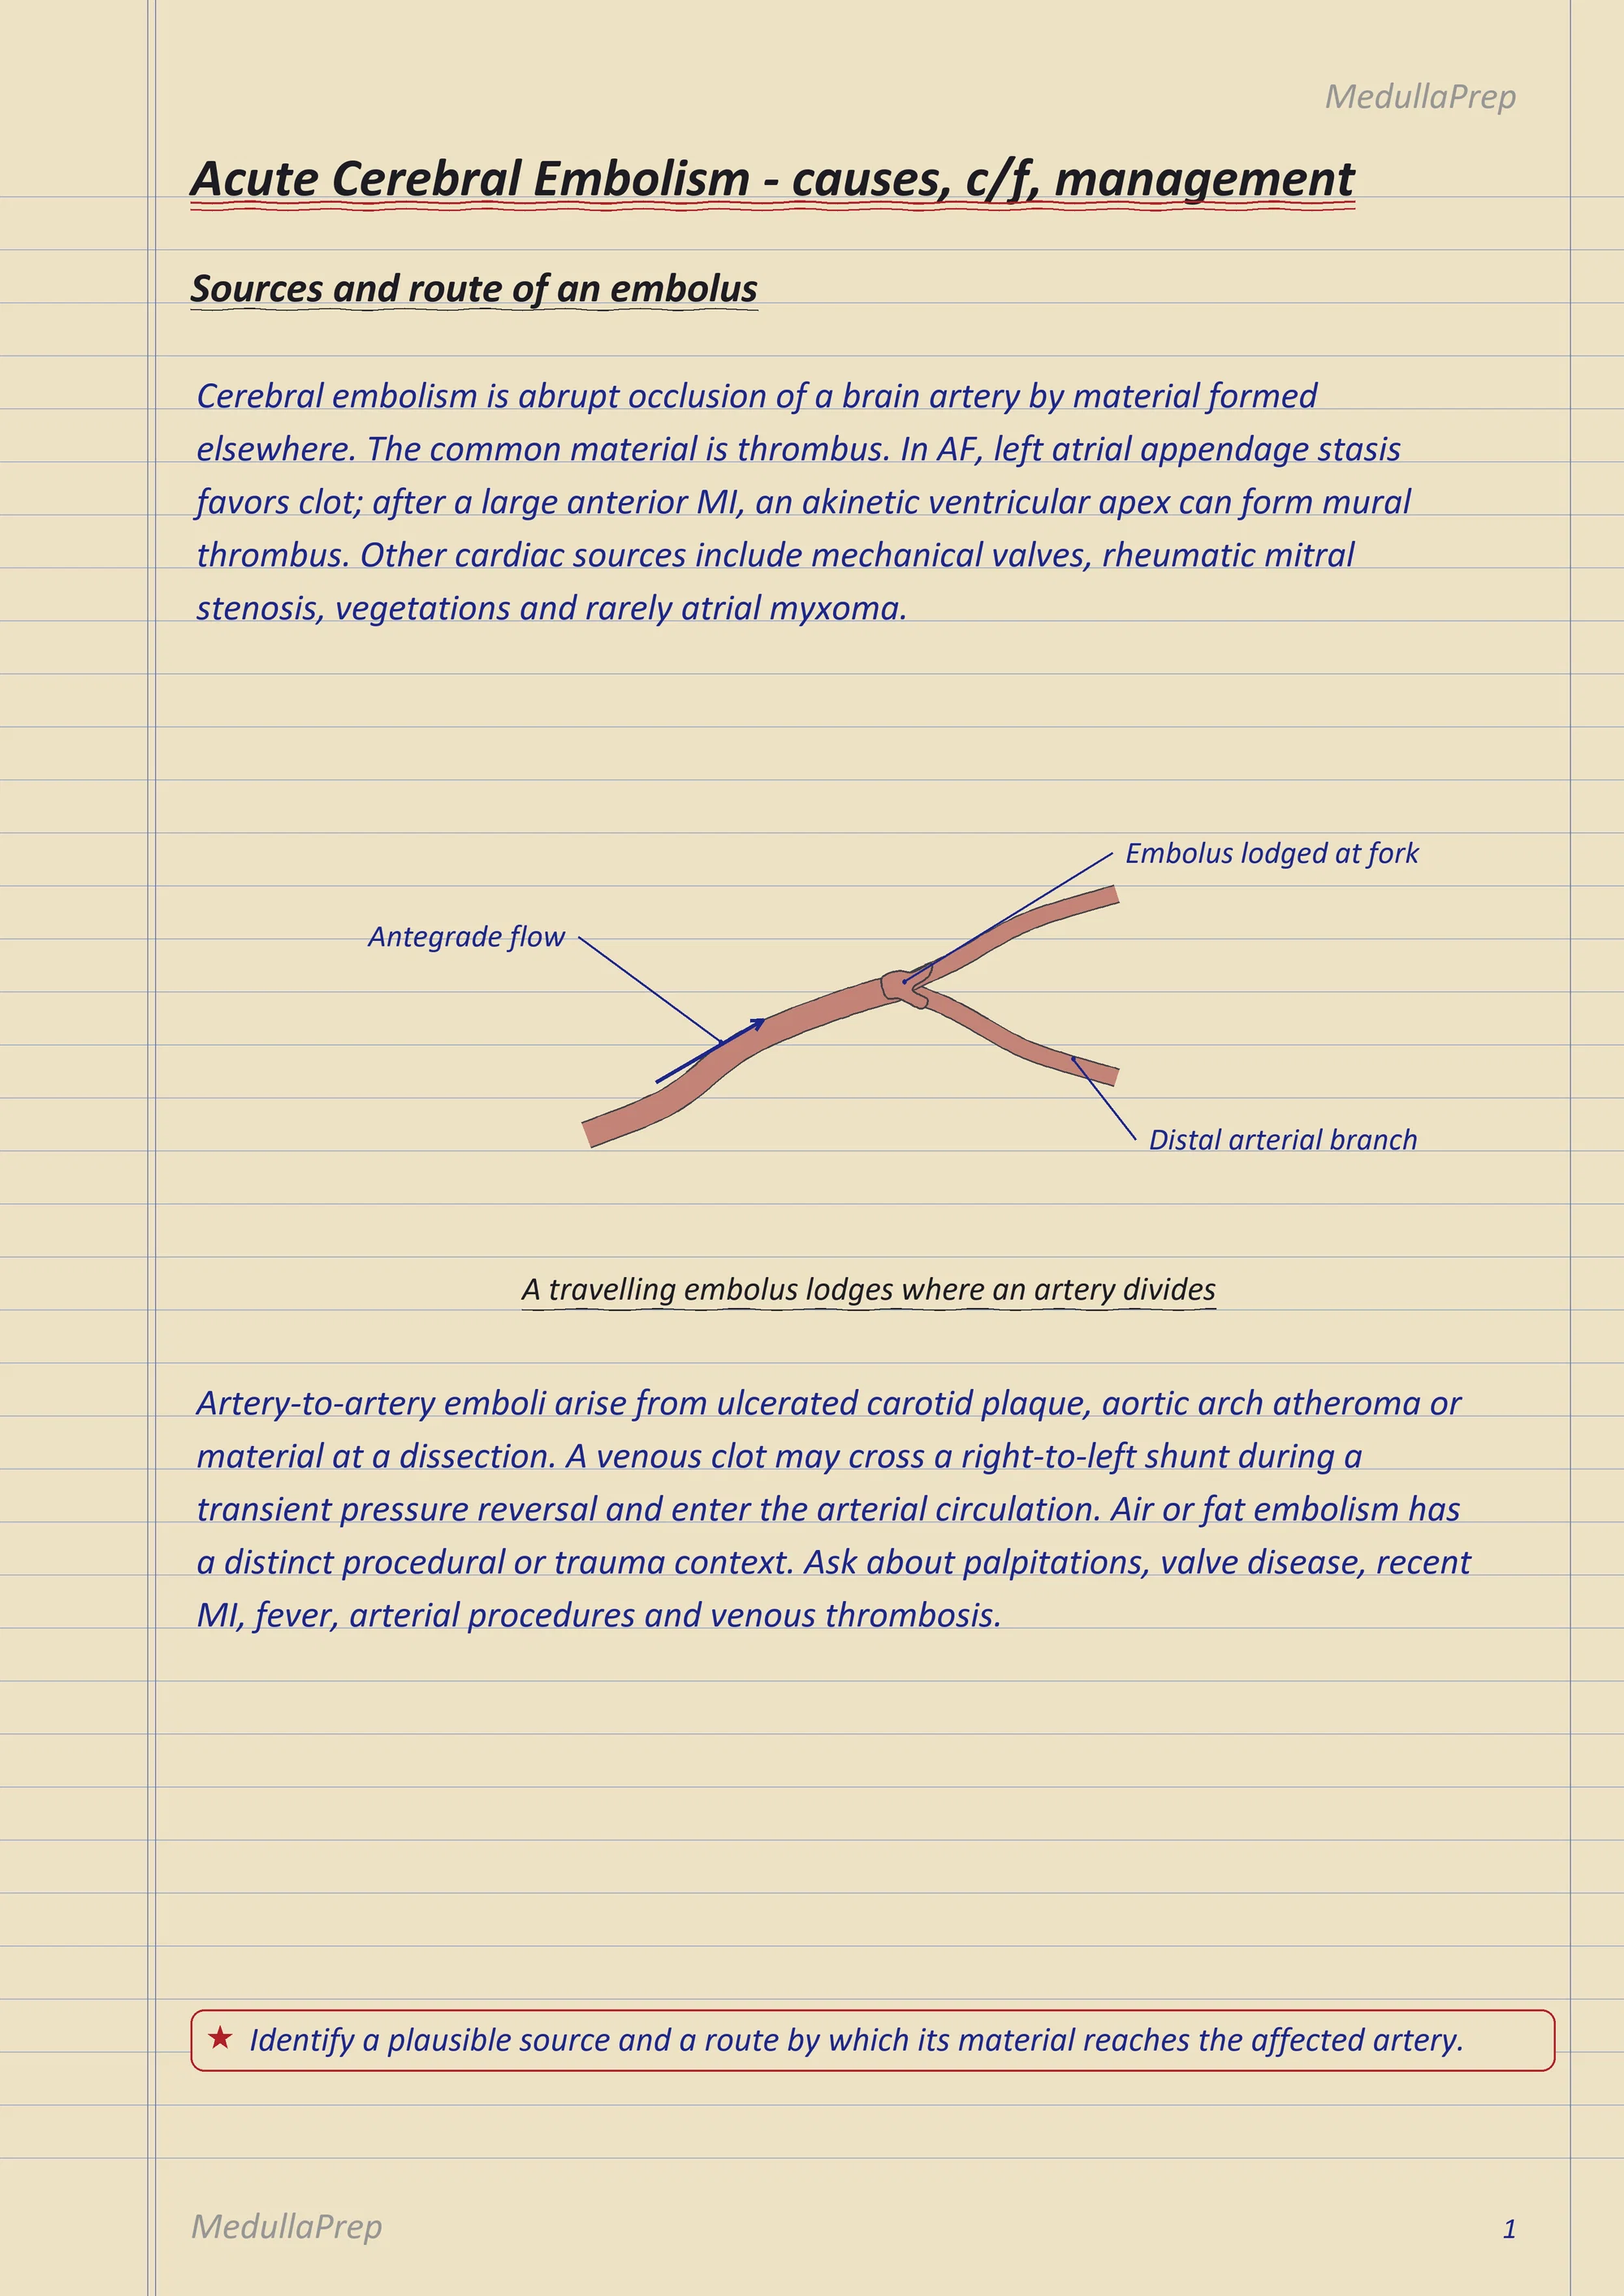 MedullaPrep
Acute Cerebral Embolism - causes, c/f, management
Sources and route of an embolus
Cerebral embolism is abrupt occlusion of a brain artery by material formed
elsewhere. The common material is thrombus. In AF, left atrial appendage stasis
favors clot; after a large anterior MI, an akinetic ventricular apex can form mural
thrombus. Other cardiac sources include mechanical valves, rheumatic mitral
stenosis, vegetations and rarely atrial myxoma.
Embolus lodged at fork
Antegrade flow
Distal arterial branch
A travelling embolus lodges where an artery divides
Artery-to-artery emboli arise from ulcerated carotid plaque, aortic arch atheroma or
material at a dissection. A venous clot may cross a right-to-left shunt during a
transient pressure reversal and enter the arterial circulation. Air or fat embolism has
a distinct procedural or trauma context. Ask about palpitations, valve disease, recent
MI, fever, arterial procedures and venous thrombosis.
★ Identify a plausible source and a route by which its material reaches the affected artery.
MedullaPrep
1